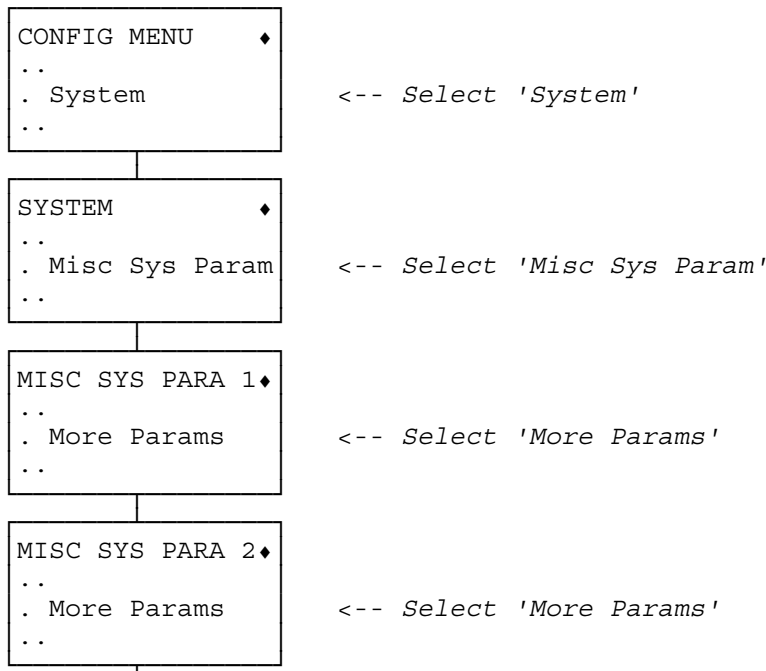 CONFIG MENU ♦
..
. System <-- Select 'System'
..
SYSTEM ♦
..
. Misc Sys Param <-- Select 'Misc Sys Param'
..
MISC SYS PARA 1♦
..
. More Params <-- Select 'More Params'
..
MISC SYS PARA 2♦
..
. More Params <-- Select 'More Params'
..